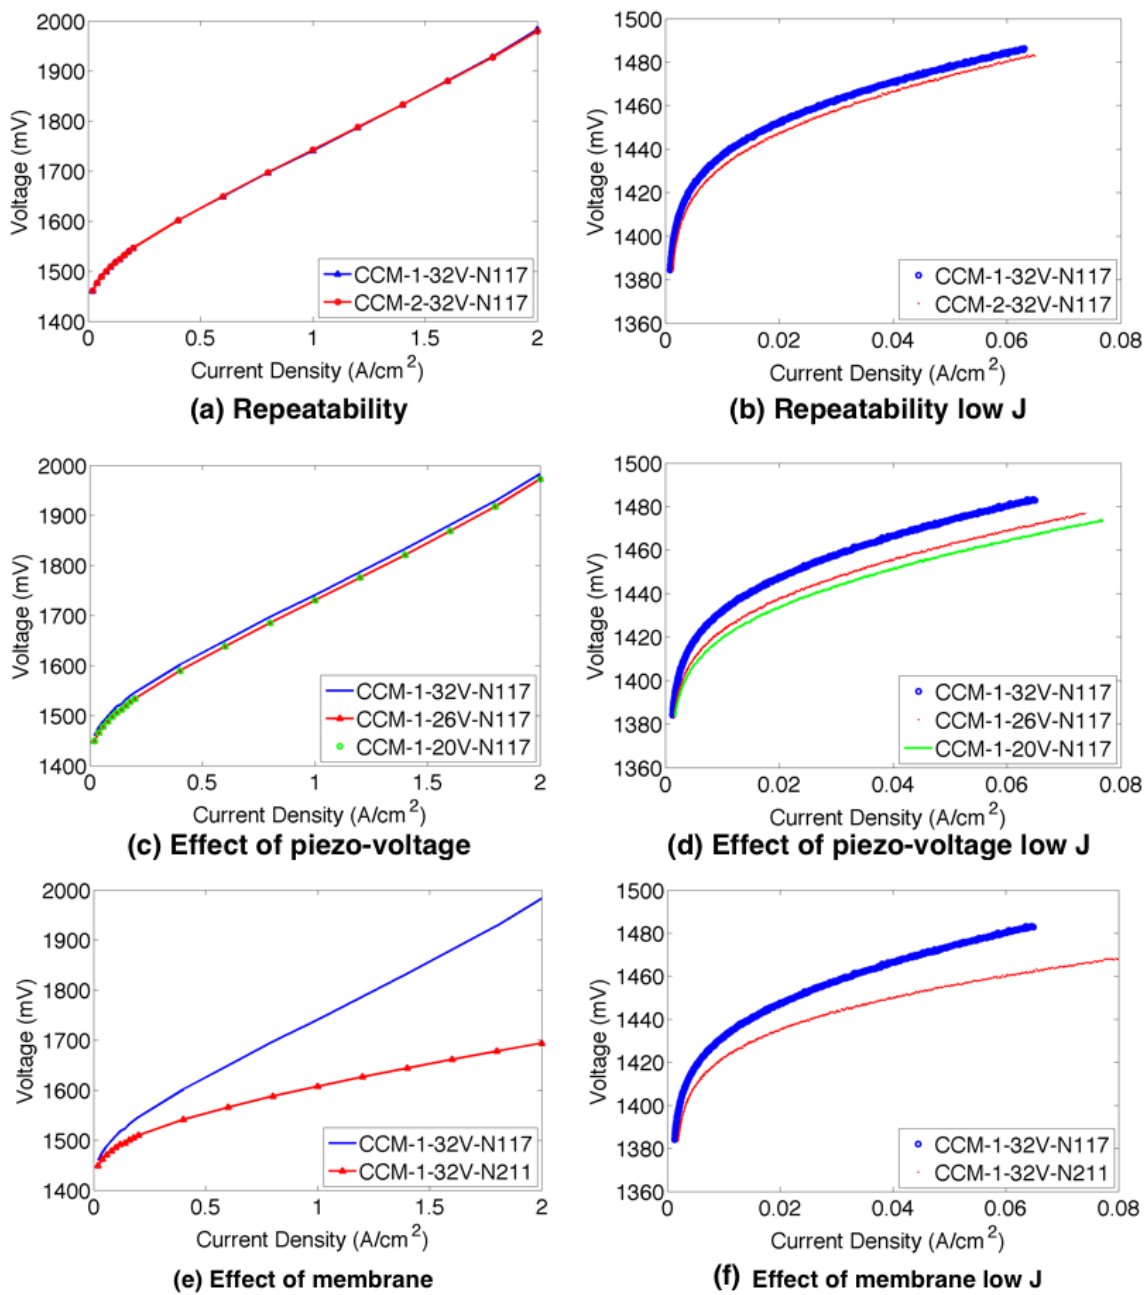 2000
1900
1800
1700
1600
1500
1400
Voltage (mV)
0 0.5 1 1.5 2
Current Density (A/cm²)
CCM-1-32V-N117
CCM-2-32V-N117
(a) Repeatability
1500
1480
1460
1440
1420
1400
1380
1360
Voltage (mV)
0 0.02 0.04 0.06 0.08
Current Density (A/cm²)
CCM-1-32V-N117
CCM-2-32V-N117
(b) Repeatability low J
2000
1900
1800
1700
1600
1500
1400
Voltage (mV)
0 0.5 1 1.5 2
Current Density (A/cm²)
CCM-1-32V-N117
CCM-1-26V-N117
CCM-1-20V-N117
(c) Effect of piezo-voltage
1500
1480
1460
1440
1420
1400
1380
1360
Voltage (mV)
0 0.02 0.04 0.06 0.08
Current Density (A/cm²)
CCM-1-32V-N117
CCM-1-26V-N117
CCM-1-20V-N117
(d) Effect of piezo-voltage low J
2000
1900
1800
1700
1600
1500
1400
Voltage (mV)
0 0.5 1 1.5 2
Current Density (A/cm²)
CCM-1-32V-N117
CCM-1-32V-N211
(e) Effect of membrane
1500
1480
1460
1440
1420
1400
1380
1360
Voltage (mV)
0 0.02 0.04 0.06 0.08
Current Density (A/cm²)
CCM-1-32V-N117
CCM-1-32V-N211
(f) Effect of membrane low J